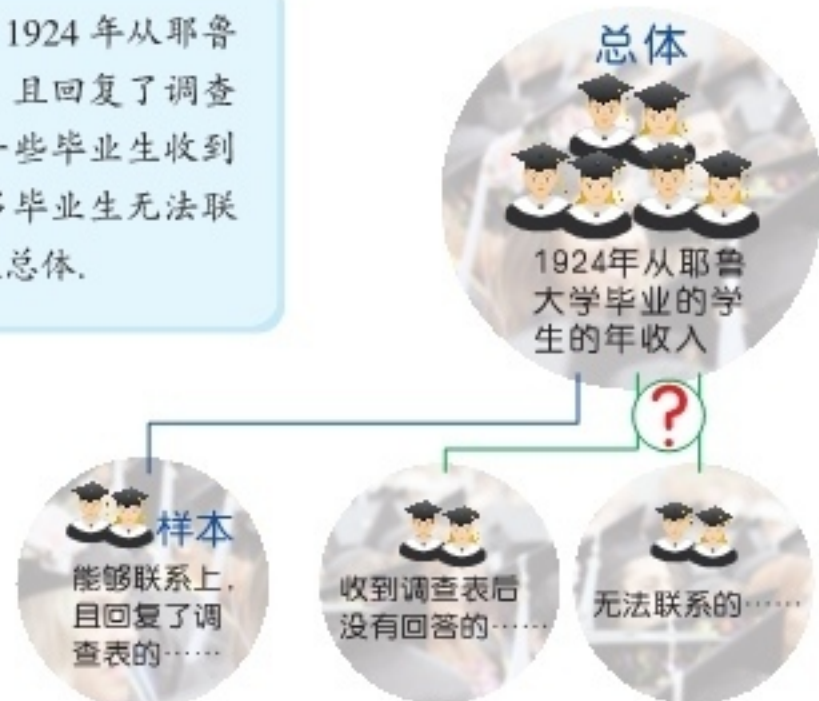 1924 年从耶鲁
且回复了调查
一些毕业生收到
毕业生无法联
总体.
总体
1924年从耶鲁
大学毕业的学
生的年收入
?
样本
能够联系上,
且回复了调
查表的……
收到调查表后
没有回答的……
无法联系的……